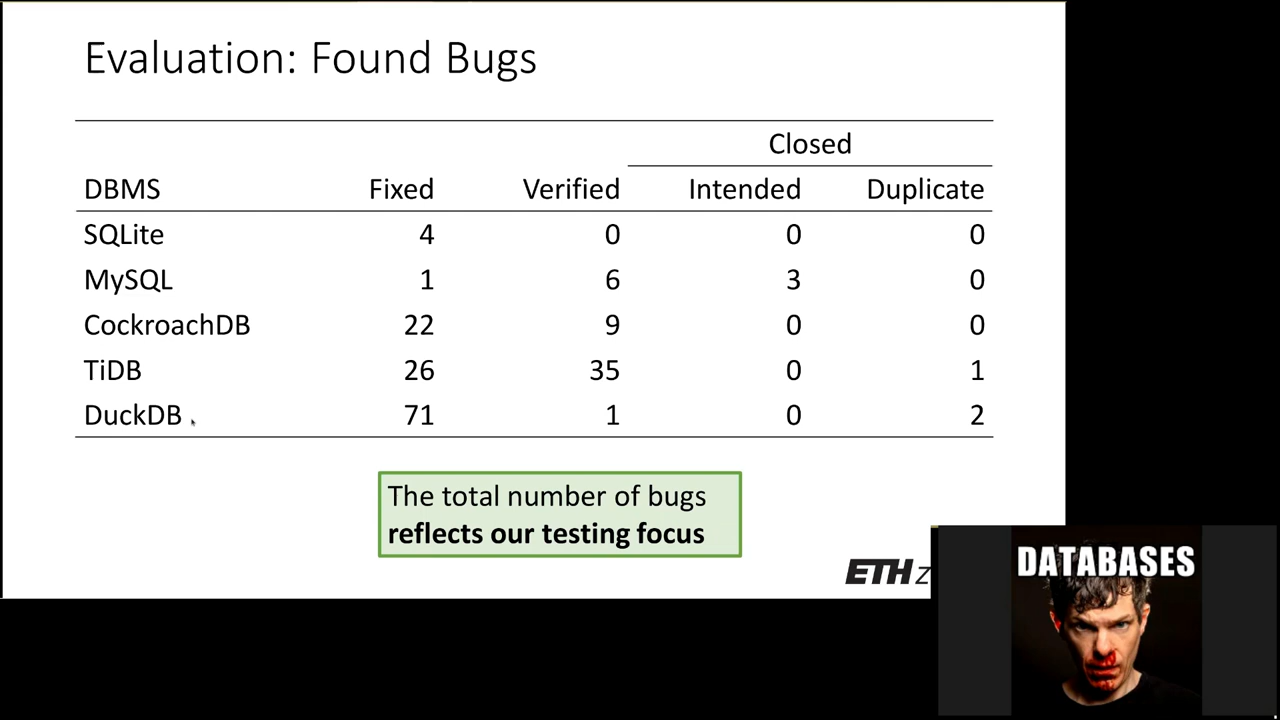 Evaluation: Found Bugs
Closed
DBMS Fixed Verified Intended Duplicate
SQLite 4 0 0 0
MySQL 1 6 3 0
CockroachDB 22 9 0 0
TiDB 26 35 0 1
DuckDB 71 1 0 2
The total number of bugs
reflects our testing focus
ETH z
DATABASES